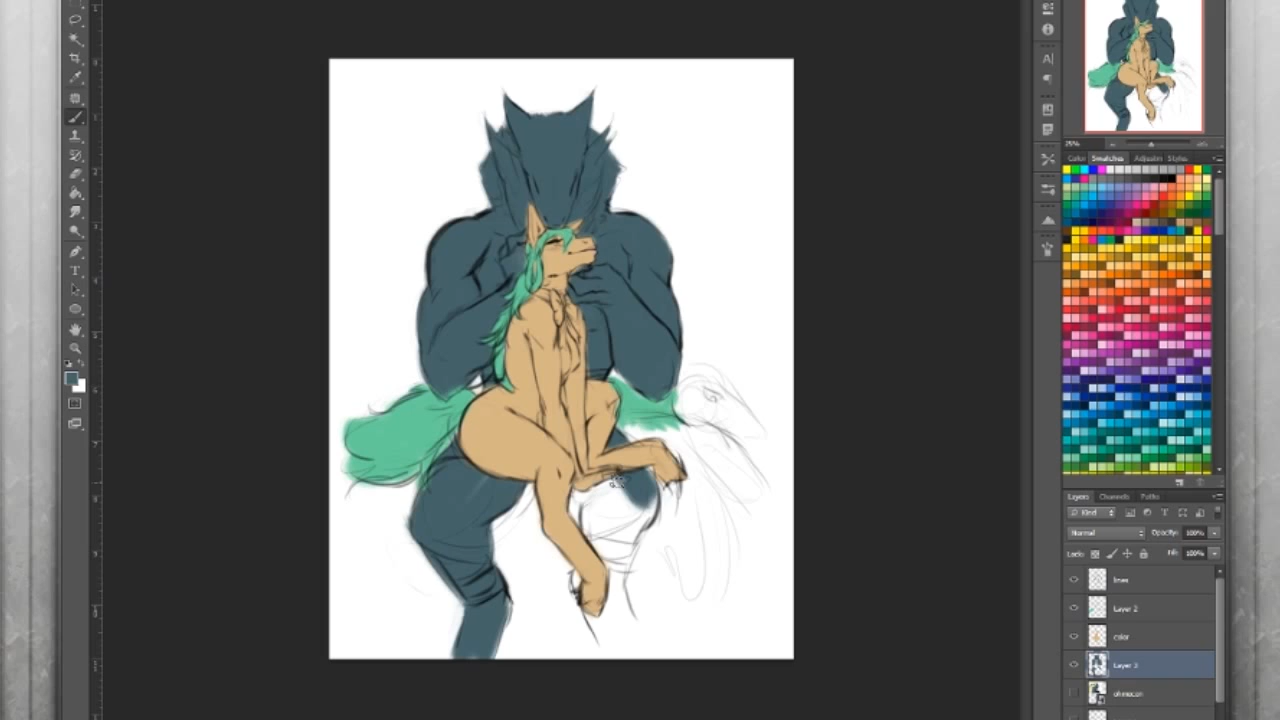 25%
Color Swatches Adjustm Styles
Layers Channels Paths
Kind
Normal Opacity: 100%
Lock: Fill: 100%
lines
Layer 2
color
Layer 3